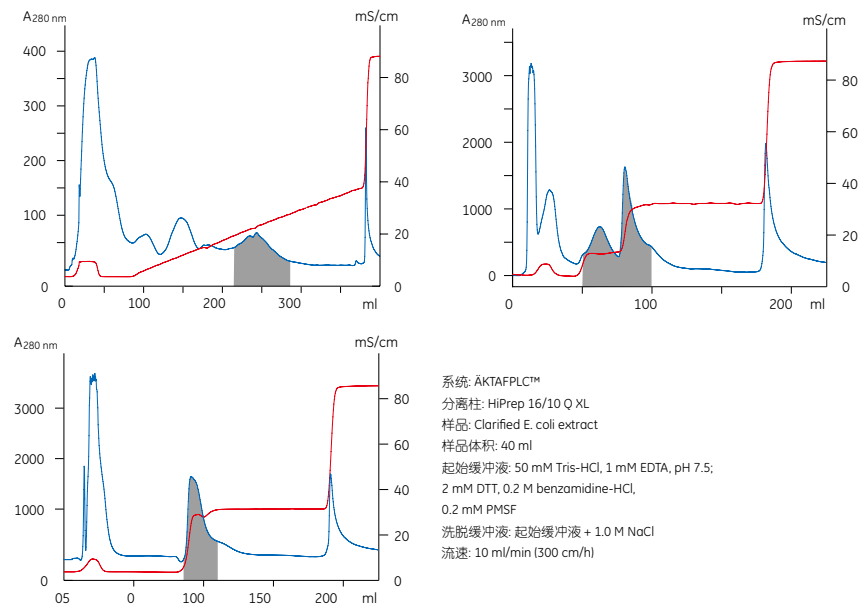 A280 nm mS/cm
400
300
200
100
0
80
60
40
20
0
0 100 200 300 ml
A280 nm mS/cm
3000
2000
1000
0
80
60
40
20
0
0 100 200 ml
A280 nm mS/cm
3000
2000
1000
0
80
60
40
20
0
05 0 100 150 200 ml
系统: ÄKTAFPLC™
分离柱: HiPrep 16/10 Q XL
样品: Clarified E. coli extract
样品体积: 40 ml
起始缓冲液: 50 mM Tris-HCl, 1 mM EDTA, pH 7.5;
2 mM DTT, 0.2 M benzamidine-HCl,
0.2 mM PMSF
洗脱缓冲液: 起始缓冲液 + 1.0 M NaCl
流速: 10 ml/min (300 cm/h)